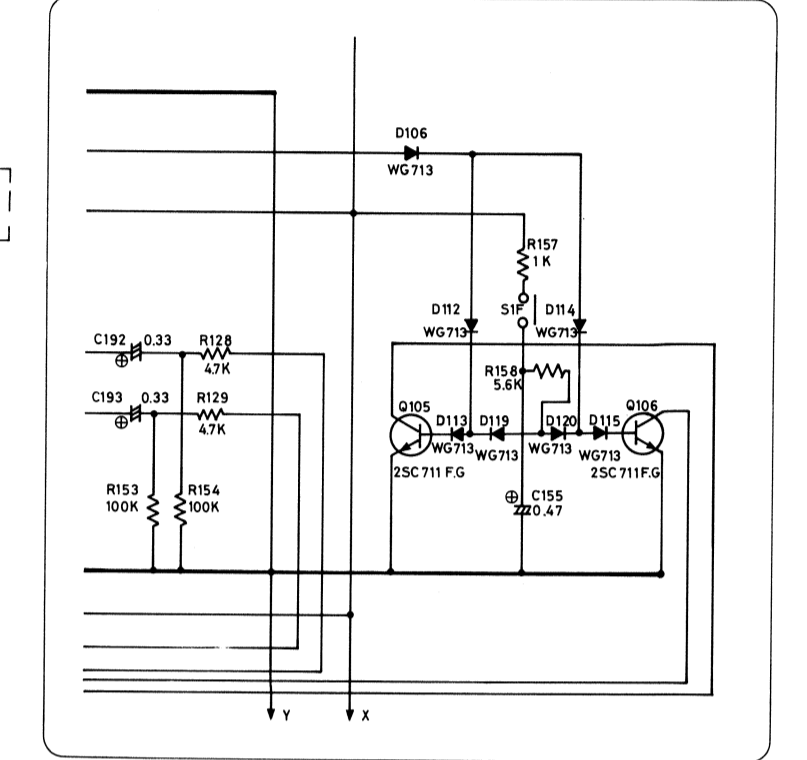 D106
WG713
R157
1K
D112
S1F
D114
WG713
WG713
C192
0.33
R128
4.7K
R158
5.6K
C193
0.33
R129
4.7K
Q105
D113
D119
D120
D115
Q106
WG713
WG713
WG713
WG713
2SC711 F.G
2SC711F.G
R153
100K
R154
100K
C155
0.47
Y
X